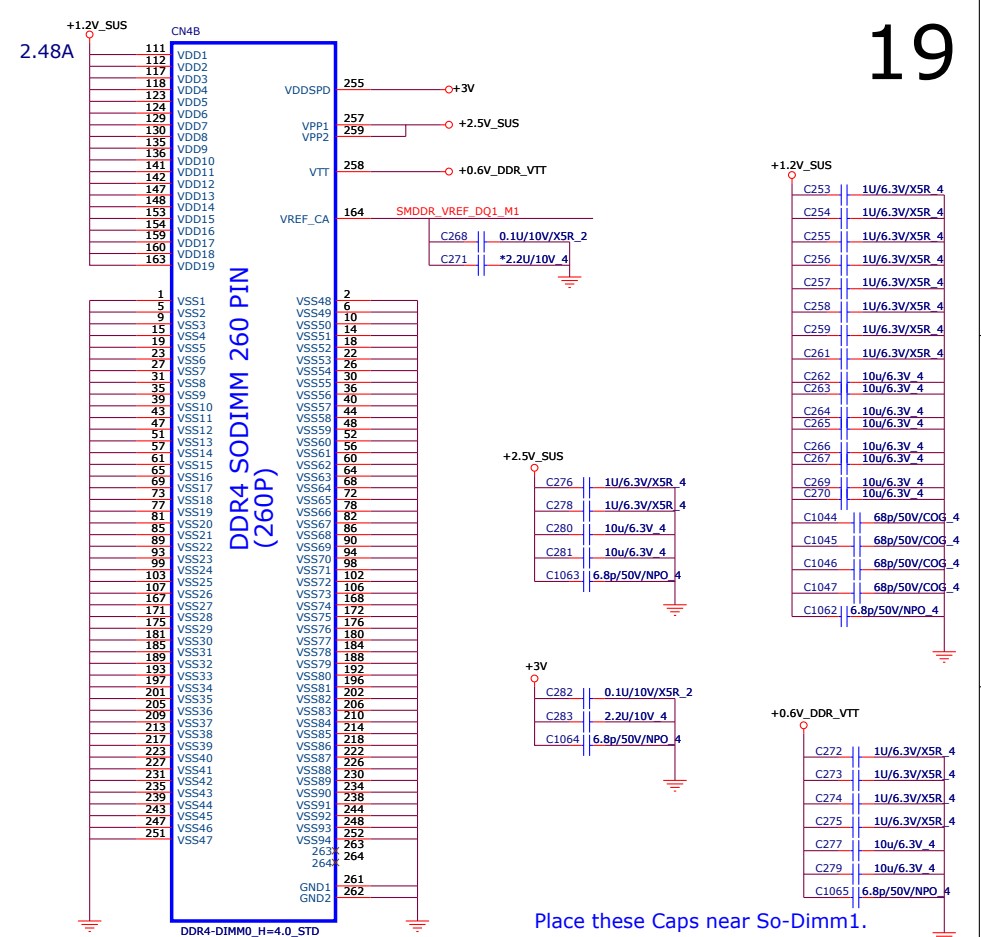 19
+1.2V_SUS
2.48A
CN4B
111 VDD1
112 VDD2
117 VDD3
118 VDD4
123 VDD5
124 VDD6
129 VDD7
130 VDD8
135 VDD9
136 VDD10
141 VDD11
142 VDD12
147 VDD13
148 VDD14
153 VDD15
154 VDD16
159 VDD17
160 VDD18
163 VDD19
VDDSPD 255 +3V
VPP1 257 +2.5V_SUS
VPP2 259
VTT 258 +0.6V_DDR_VTT
VREF_CA 164 SMDDR_VREF_DQ1_M1
C268 0.1U/10V/X5R_2
C271 *2.2U/10V_4
DDR4 SODIMM 260 PIN
(260P)
1 VSS1
5 VSS2
9 VSS3
15 VSS4
19 VSS5
23 VSS6
27 VSS7
31 VSS8
35 VSS9
39 VSS10
43 VSS11
47 VSS12
51 VSS13
57 VSS14
61 VSS15
65 VSS16
69 VSS17
73 VSS18
77 VSS19
81 VSS20
85 VSS21
89 VSS22
93 VSS23
99 VSS24
103 VSS25
107 VSS26
167 VSS27
171 VSS28
175 VSS29
181 VSS30
185 VSS31
189 VSS32
193 VSS33
197 VSS34
201 VSS35
205 VSS36
209 VSS37
213 VSS38
217 VSS39
223 VSS40
227 VSS41
231 VSS42
235 VSS43
239 VSS44
243 VSS45
247 VSS46
251 VSS47
VSS48 2
VSS49 6
VSS50 10
VSS51 14
VSS52 18
VSS53 22
VSS54 26
VSS55 30
VSS56 36
VSS57 40
VSS58 44
VSS59 48
VSS60 52
VSS61 56
VSS62 60
VSS63 64
VSS64 68
VSS65 72
VSS66 78
VSS67 82
VSS68 86
VSS69 90
VSS70 94
VSS71 98
VSS72 102
VSS73 106
VSS74 168
VSS75 172
VSS76 176
VSS77 180
VSS78 184
VSS79 188
VSS80 192
VSS81 196
VSS82 202
VSS83 206
VSS84 210
VSS85 214
VSS86 218
VSS87 222
VSS88 226
VSS89 230
VSS90 234
VSS91 238
VSS92 244
VSS93 248
VSS94 252
263 263
264 264
GND1 261
GND2 262
DDR4-DIMM0_H=4.0_STD
+2.5V_SUS
C276 1U/6.3V/X5R_4
C278 1U/6.3V/X5R_4
C280 10u/6.3V_4
C281 10u/6.3V_4
C1063 6.8p/50V/NPO_4
+3V
C282 0.1U/10V/X5R_2
C283 2.2U/10V_4
C1064 6.8p/50V/NPO_4
+1.2V_SUS
C253 1U/6.3V/X5R_4
C254 1U/6.3V/X5R_4
C255 1U/6.3V/X5R_4
C256 1U/6.3V/X5R_4
C257 1U/6.3V/X5R_4
C258 1U/6.3V/X5R_4
C259 1U/6.3V/X5R_4
C261 1U/6.3V/X5R_4
C262 10u/6.3V_4
C263 10u/6.3V_4
C264 10u/6.3V_4
C265 10u/6.3V_4
C266 10u/6.3V_4
C267 10u/6.3V_4
C269 10u/6.3V_4
C270 10u/6.3V_4
C1044 68p/50V/COG_4
C1045 68p/50V/COG_4
C1046 68p/50V/COG_4
C1047 68p/50V/COG_4
C1062 6.8p/50V/NPO_4
+0.6V_DDR_VTT
C272 1U/6.3V/X5R_4
C273 1U/6.3V/X5R_4
C274 1U/6.3V/X5R_4
C275 1U/6.3V/X5R_4
C277 10u/6.3V_4
C279 10u/6.3V_4
C1065 6.8p/50V/NPO_4
Place these Caps near So-Dimm1.